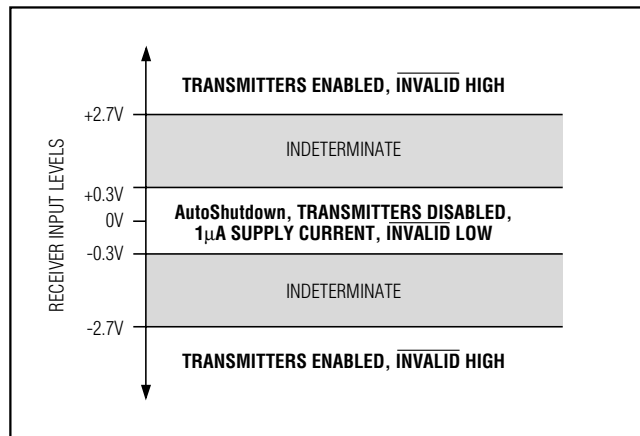 TRANSMITTERS ENABLED, INVALID HIGH
+2.7V
INDETERMINATE
+0.3V
AutoShutdown, TRANSMITTERS DISABLED,
0V
1μA SUPPLY CURRENT, INVALID LOW
-0.3V
INDETERMINATE
-2.7V
TRANSMITTERS ENABLED, INVALID HIGH
RECEIVER INPUT LEVELS